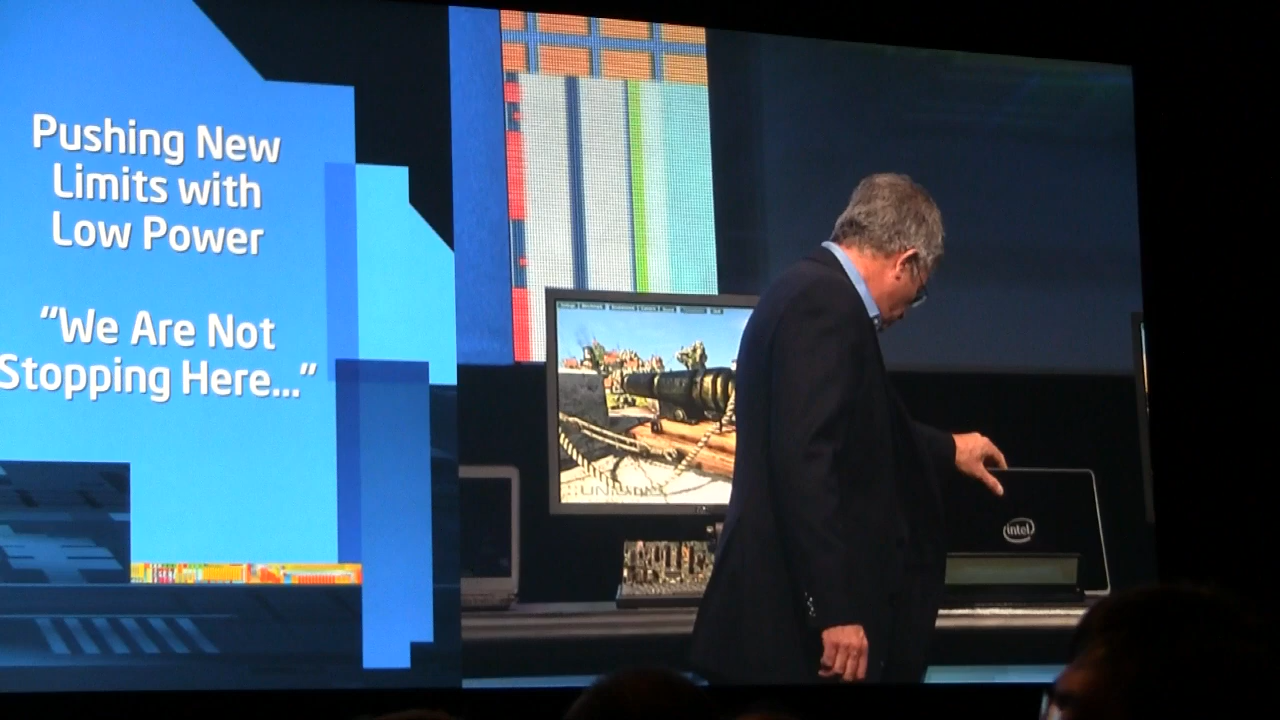 Pushing New
Limits with
Low Power
“We Are Not
Stopping Here...”
intel